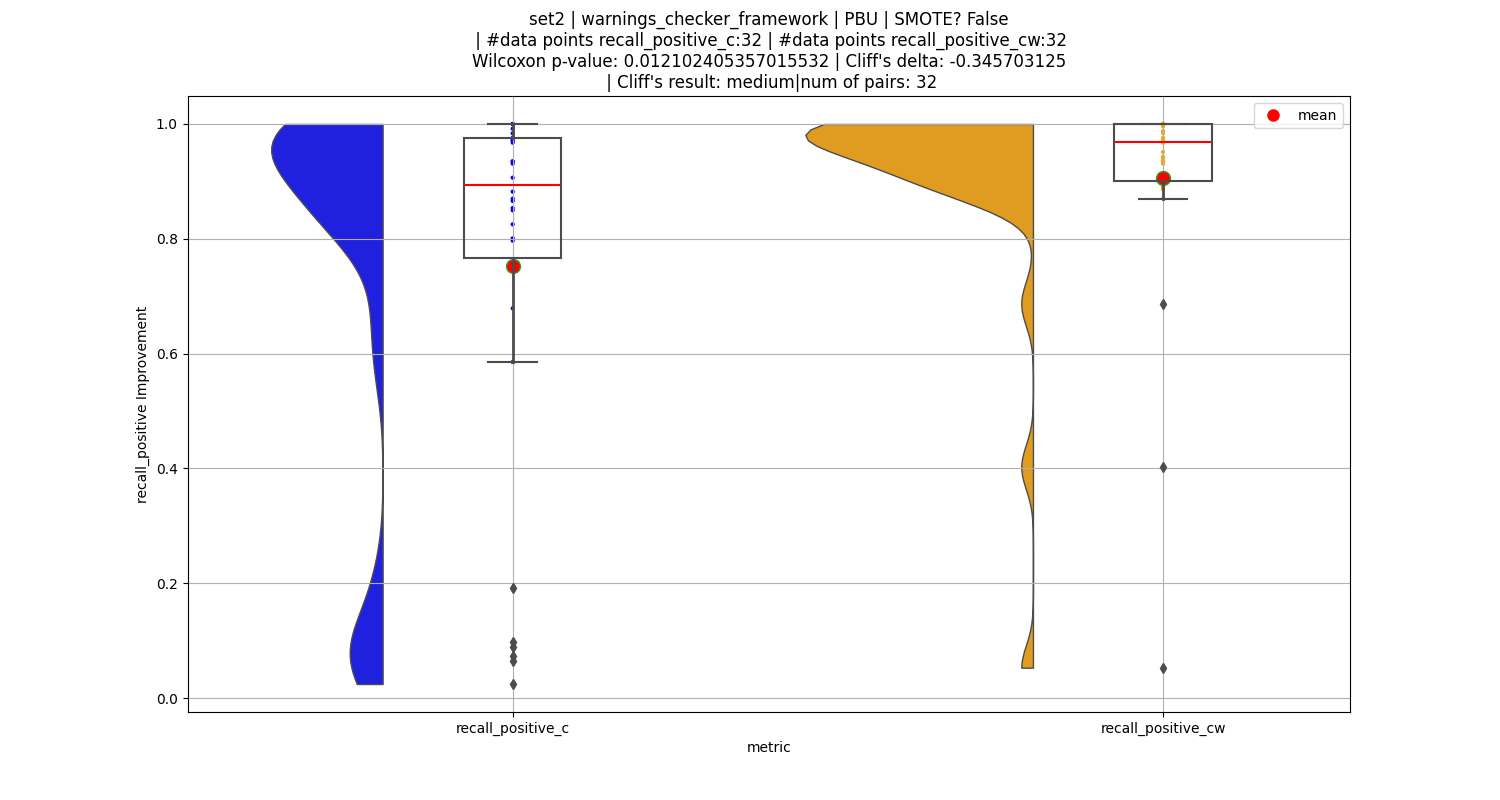 set2 | warnings_checker_framework | PBU | SMOTE? False
| #data points recall_positive_c:32 | #data points recall_positive_cw:32
Wilcoxon p-value: 0.012102405357015532 | Cliff's delta: -0.345703125
| Cliff's result: medium|num of pairs: 32
mean
1.0
0.8
0.6
0.4
0.2
0.0
recall_positive Improvement
recall_positive_c
recall_positive_cw
metric